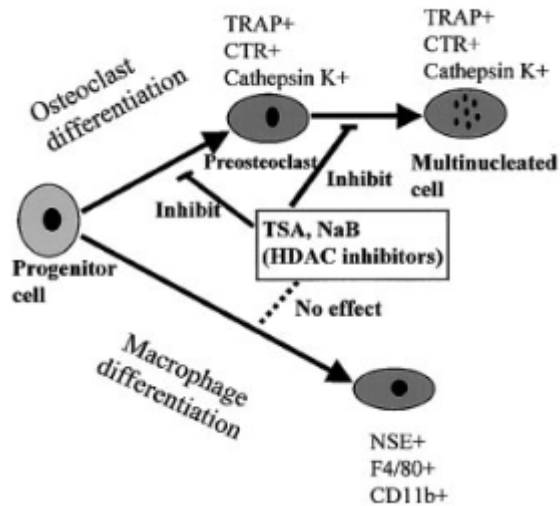 TRAP+
CTR+
Cathepsin K+
TRAP+
CTR+
Cathepsin K+
Osteoclast
differentiation
Preosteoclast
Multinucleated
cell
Inhibit
Inhibit
TSA, NaB
(HDAC inhibitors)
Progenitor
cell
No effect
Macrophage
differentiation
NSE+
F4/80+
CD11b+